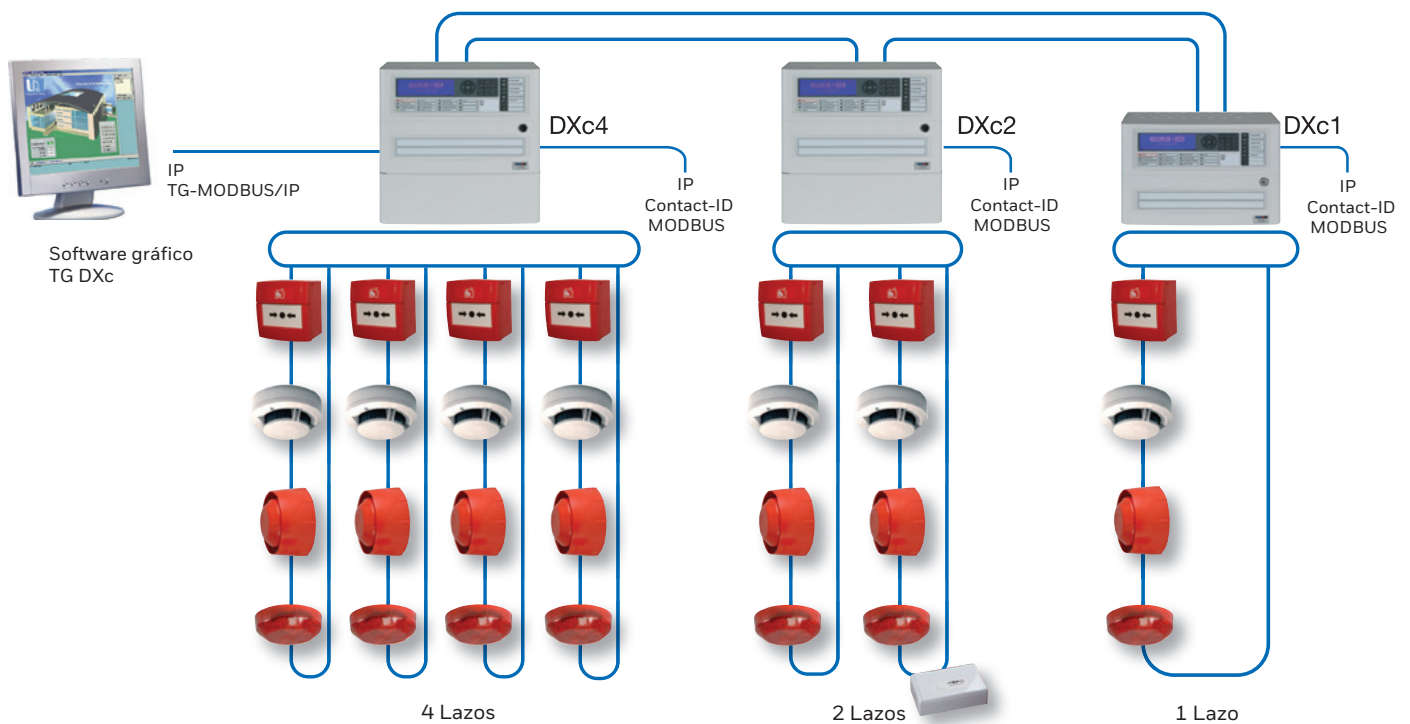 DXc4
DXc2
DXc1
IP
TG-MODBUS/IP
IP
Contact-ID
MODBUS
IP
Contact-ID
MODBUS
IP
Contact-ID
MODBUS
Software gráfico
TG DXc
4 Lazos
2 Lazos
1 Lazo